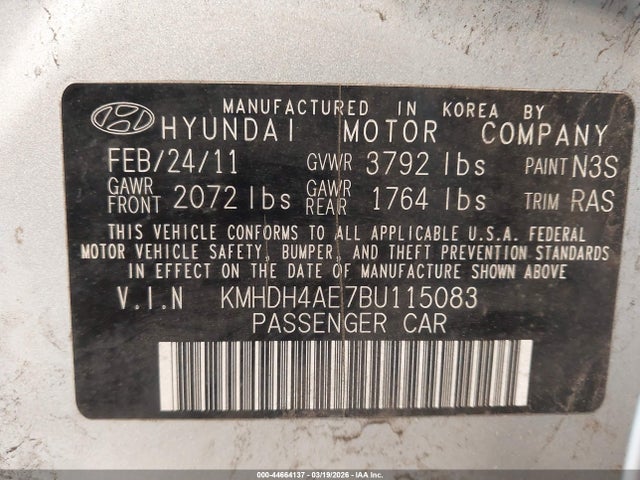 MANUFACTURED IN KOREA BY
HYUNDAI MOTOR COMPANY
FEB/24/11 GVWR 3792 lbs PAINT N3S
GAWR FRONT 2072 lbs GAWR REAR 1764 lbs TRIM RAS
THIS VEHICLE CONFORMS TO ALL APPLICABLE U.S.A. FEDERAL
MOTOR VEHICLE SAFETY, BUMPER, AND THEFT PREVENTION STANDARDS
IN EFFECT ON THE DATE OF MANUFACTURE SHOWN ABOVE
V.I.N KMHDH4AE7BU115083
PASSENGER CAR
000-44664137 - 03/19/2026 - IAA Inc.